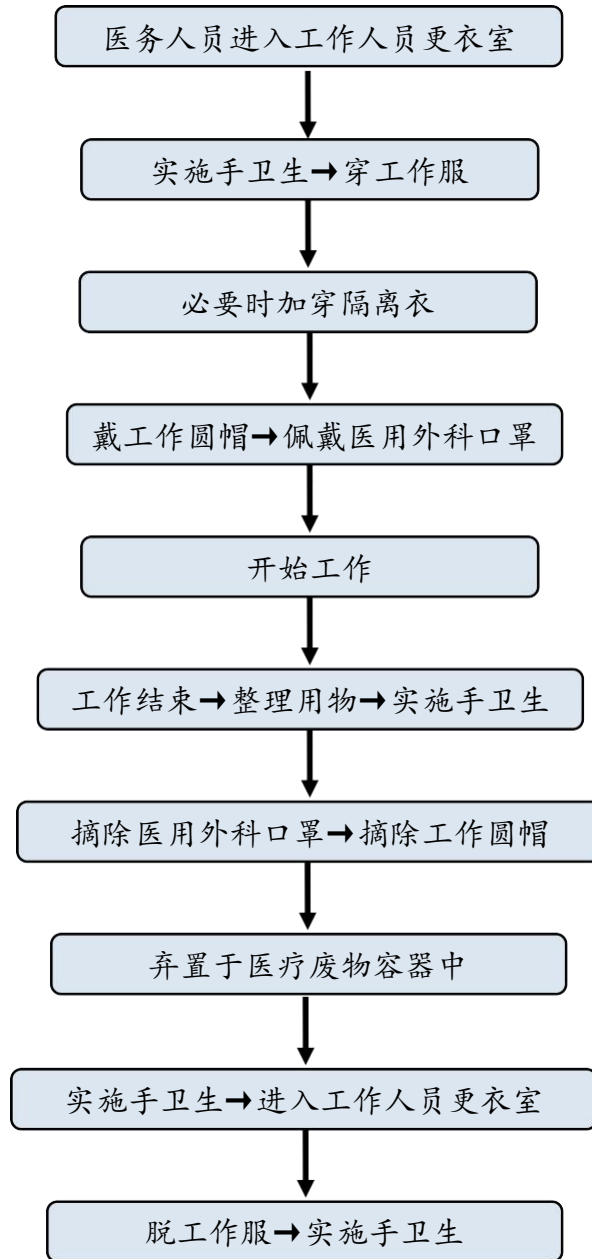 医务人员进入工作人员更衣室
实施手卫生→穿工作服
必要时加穿隔离衣
戴工作圆帽→佩戴医用外科口罩
开始工作
工作结束→整理用物→实施手卫生
摘除医用外科口罩→摘除工作圆帽
弃置于医疗废物容器中
实施手卫生→进入工作人员更衣室
脱工作服→实施手卫生